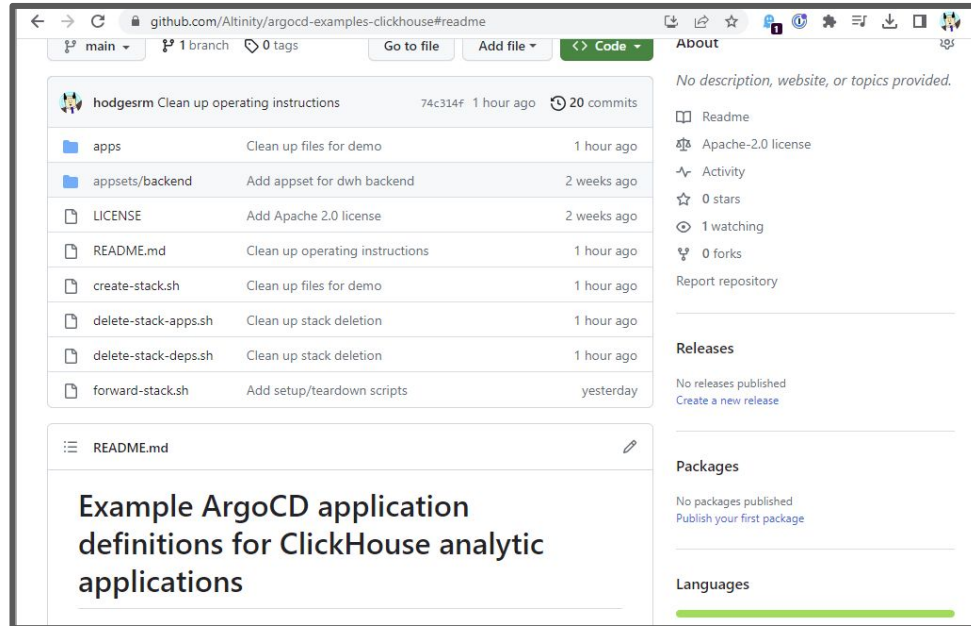 github.com/Altinity/argocd-examples-clickhouse#readme
1
main 1 branch 0 tags Go to file Add file Code
hodgesrm Clean up operating instructions 74c314f 1 hour ago 20 commits
apps Clean up files for demo 1 hour ago
appsets/backend Add appset for dwh backend 2 weeks ago
LICENSE Add Apache 2.0 license 2 weeks ago
README.md Clean up operating instructions 1 hour ago
create-stack.sh Clean up files for demo 1 hour ago
delete-stack-apps.sh Clean up stack deletion 1 hour ago
delete-stack-deps.sh Clean up stack deletion 1 hour ago
forward-stack.sh Add setup/teardown scripts yesterday
README.md
Example ArgoCD application
definitions for ClickHouse analytic
applications
About
No description, website, or topics provided.
Readme
Apache-2.0 license
Activity
0 stars
1 watching
0 forks
Report repository
Releases
No releases published
Create a new release
Packages
No packages published
Publish your first package
Languages